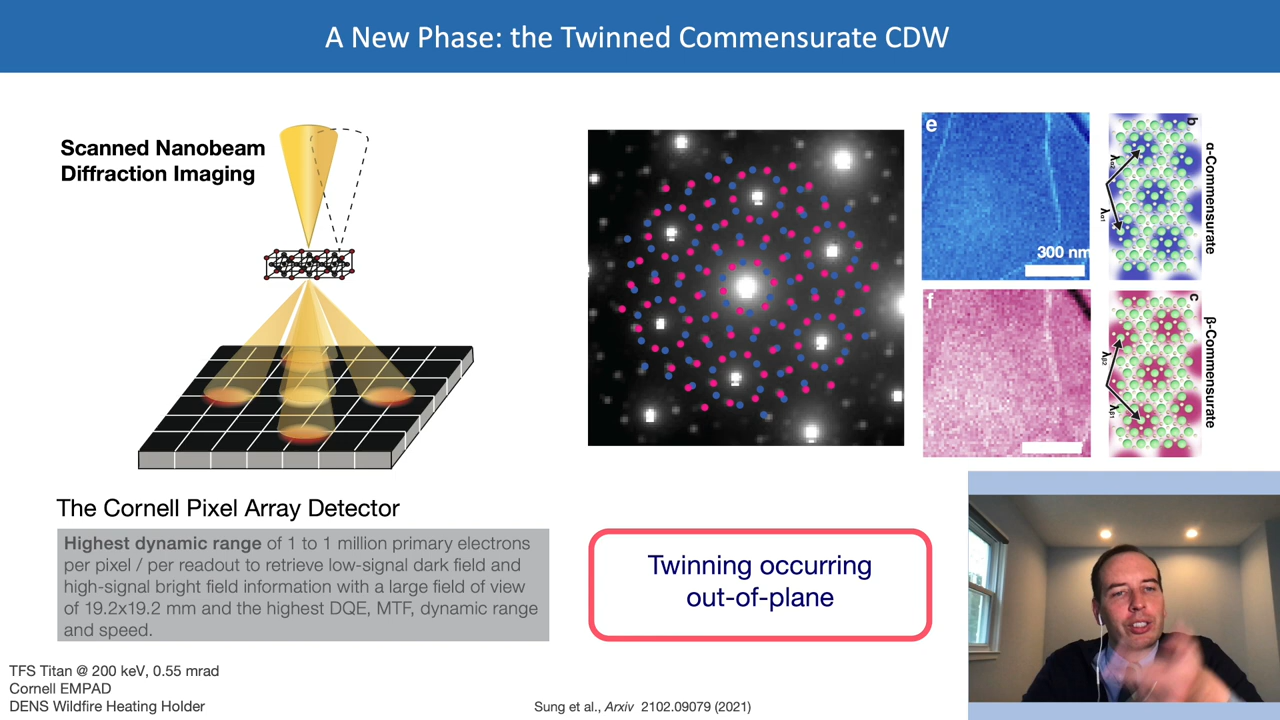 A New Phase: the Twinned Commensurate CDW
Scanned Nanobeam
Diffraction Imaging
e
300 nm
b
α-Commensurate
λα2
λα1
f
c
β-Commensurate
λβ2
λβ1
The Cornell Pixel Array Detector
Highest dynamic range of 1 to 1 million primary electrons
per pixel / per readout to retrieve low-signal dark field and
high-signal bright field information with a large field of view
of 19.2x19.2 mm and the highest DQE, MTF, dynamic range
and speed.
Twinning occurring
out-of-plane
TFS Titan @ 200 keV, 0.55 mrad
Cornell EMPAD
DENS Wildfire Heating Holder
Sung et al., Arxiv 2102.09079 (2021)